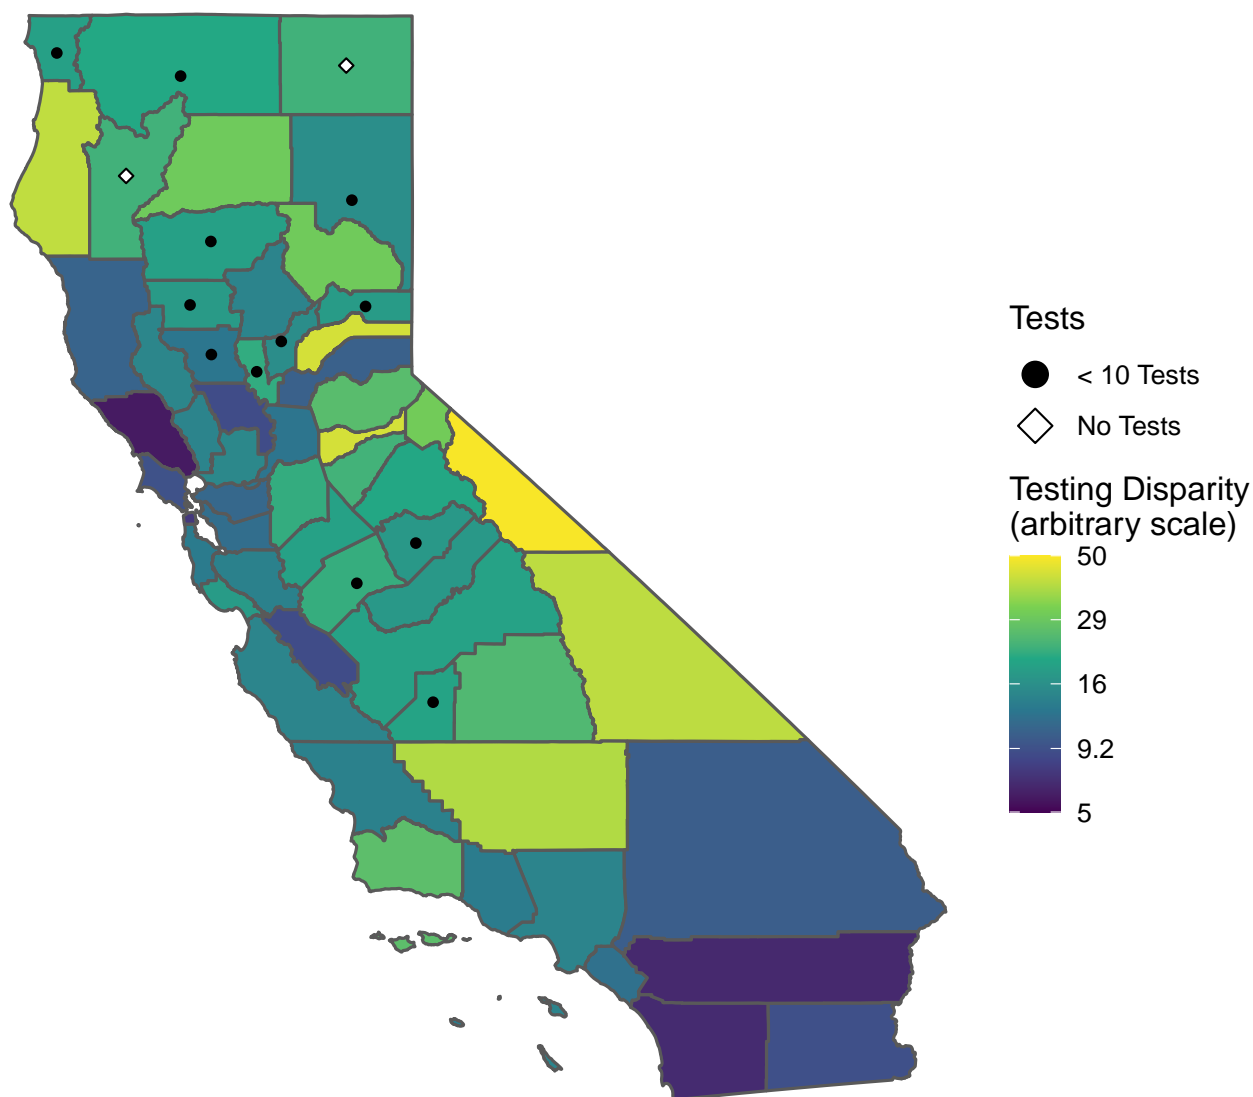 Tests
< 10 Tests
No Tests
Testing Disparity
(arbitrary scale)
50
29
16
9.2
5